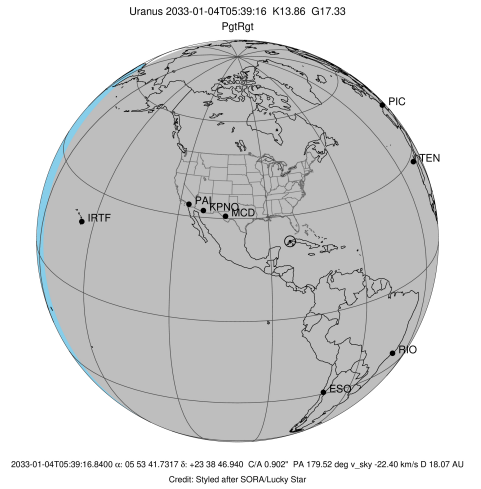 Uranus 2033-01-04T05:39:16 K13.86 G17.33
PgtRgt
PIC
TEN
PAL
KPNO
MCD
IRTF
RIO
ESO
2033-01-04T05:39:16.8400 α: 05 53 41.7317 δ: +23 38 46.940 C/A 0.902" PA 179.52 deg v_sky -22.40 km/s D 18.07 AU
Credit: Styled after SORA/Lucky Star